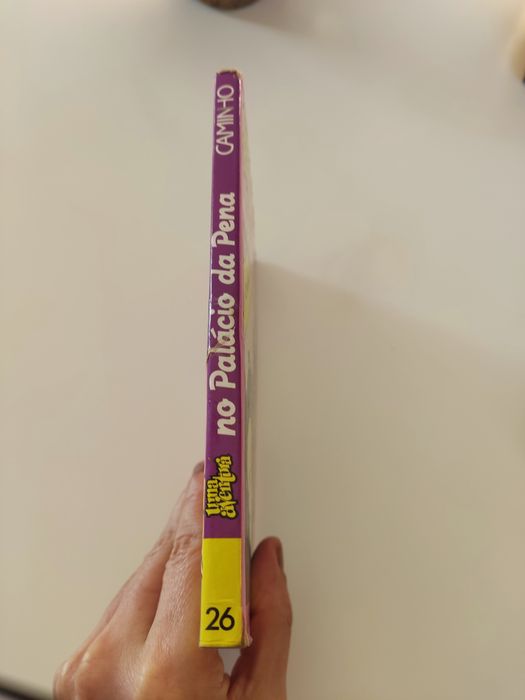 26
uma aventura
no Palácio da Pena
CAMINHO